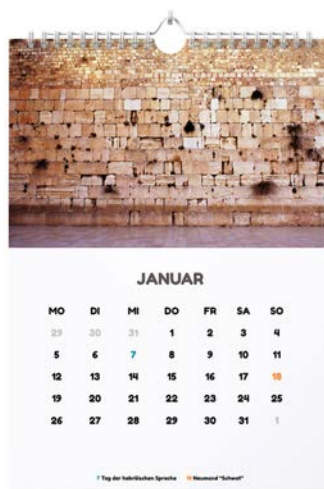 JANUAR
MO DI MI DO FR SA SO
29 30 31 1 2 3 4
5 6 7 8 9 10 11
12 13 14 15 16 17 18
19 20 21 22 23 24 25
26 27 28 29 30 31 1
7 Tag der hebräischen Sprache 18 Neumond "Schwat"